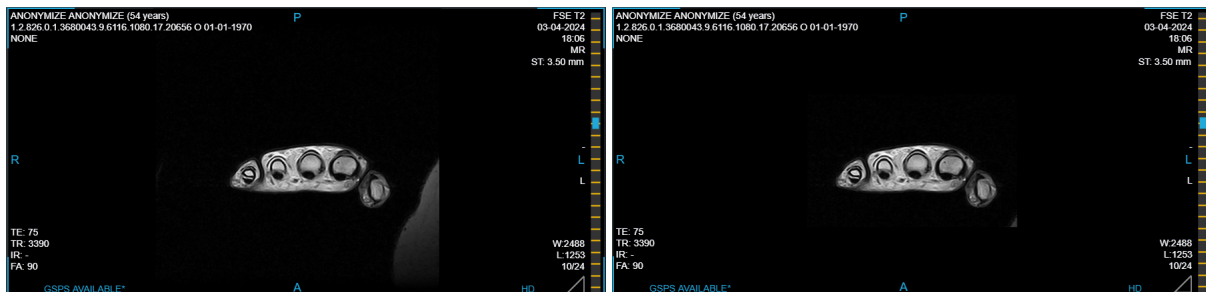 ANONYMIZE ANONYMIZE (54 years)
1.2.826.0.1.3680043.9.6116.1080.17.20656 O 01-01-1970
NONE
P
FSE T2
03-04-2024
18:06
MR
ST: 3.50 mm
R
-
L
L
TE: 75
TR: 3390
IR: -
FA: 90
W:2488
L:1253
10/24
GSPS AVAILABLE*
A
HD
ANONYMIZE ANONYMIZE (54 years)
1.2.826.0.1.3680043.9.6116.1080.17.20656 O 01-01-1970
NONE
P
FSE T2
03-04-2024
18:06
MR
ST: 3.50 mm
R
-
L
L
TE: 75
TR: 3390
IR: -
FA: 90
W:2488
L:1253
10/24
GSPS AVAILABLE*
A
HD